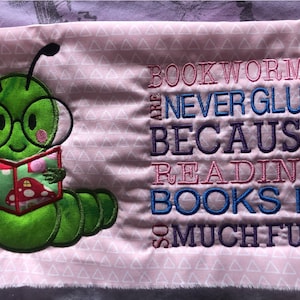 BOOKWORM
ARE NEVER GLU
BECAUS
READIN
BOOKS I
SO MUCH FU